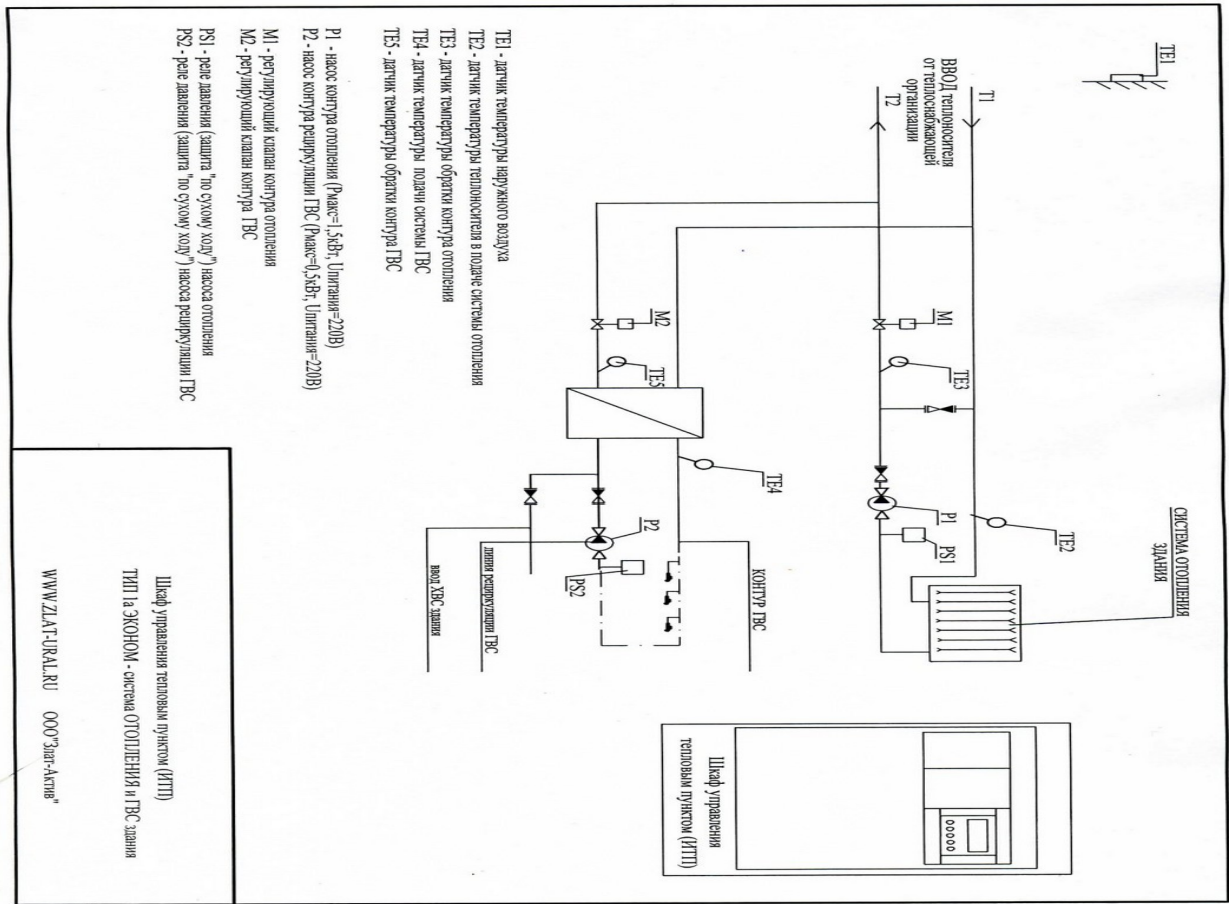 ТЕ1
ВВОД теплоносителя
от теплоснабжающей
организации
Т1
Т2
М1
ТЕ3
Р1
PS1
ТЕ2
СИСТЕМА ОТОПЛЕНИЯ
ЗДАНИЯ
М2
ТЕ5
ТЕ4
Р2
PS2
КОНТУР ГВС
линия рециркуляции ГВС
ввод ХВС здания
Шкаф управления
тепловым пунктом (ИТП)
ТЕ1 - датчик температуры наружного воздуха
ТЕ2 - датчик температуры теплоносителя в подаче системы отопления
ТЕ3 - датчик температуры обратки контура отопления
ТЕ4 - датчик температуры подачи системы ГВС
ТЕ5 - датчик температуры обратки контура ГВС
Р1 - насос контура отопления (Рмакс=1,5кВт, Uпитания=220В)
Р2 - насос контура рециркуляции ГВС (Рмакс=0,5кВт, Uпитания=220В)
М1 - регулирующий клапан контура отопления
М2 - регулирующий клапан контура ГВС
PS1 - реле давления (защита "по сухому ходу") насоса отопления
PS2 - реле давления (защита "по сухому ходу") насоса рециркуляции ГВС
Шкаф управления тепловым пунктом (ИТП)
ТИП 1а ЭКОНОМ - система ОТОПЛЕНИЯ и ГВС здания
WWW.ZLAT-URAL.RU ООО"Злат-Актив"